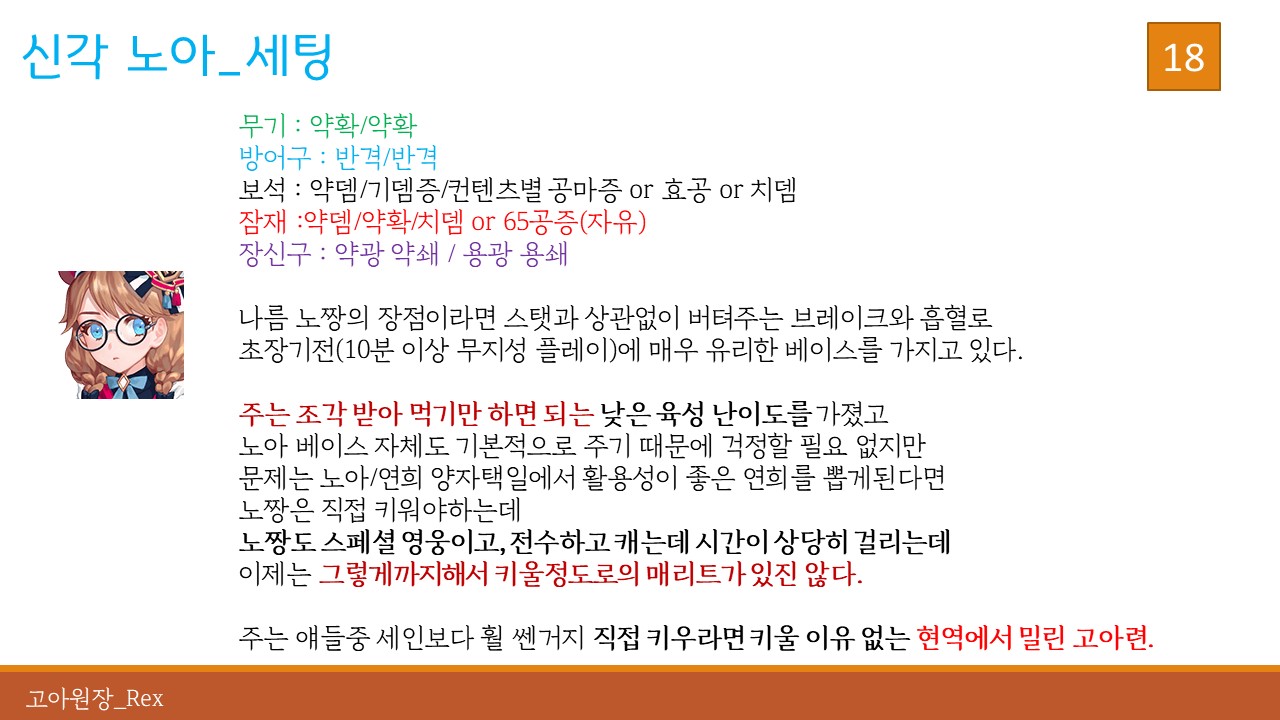 신각 노아_세팅
18
무기 : 약확/약확
방어구 : 반격/반격
보석 : 약뎀/기뎀증/컨텐츠별 공마증 or 효공 or 치뎀
잠재 :약뎀/약확/치뎀 or 65공증(자유)
장신구 : 약광 약쇄 / 용광 용쇄
나름 노짱의 장점이라면 스탯과 상관없이 버텨주는 브레이크와 흡혈로
초장기전(10분 이상 무지성 플레이)에 매우 유리한 베이스를 가지고 있다.
주는 조각 받아 먹기만 하면 되는 낮은 육성 난이도를 가졌고
노아 베이스 자체도 기본적으로 주기 때문에 걱정할 필요 없지만
문제는 노아/연희 양자택일에서 활용성이 좋은 연희를 뽑게된다면
노짱은 직접 키워야하는데
노짱도 스페셜 영웅이고, 전수하고 캐는데 시간이 상당히 걸리는데
이제는 그렇게까지해서 키울정도로의 매리트가 있진 않다.
주는 얘들중 세인보다 훨 쎈거지 직접 키우라면 키울 이유 없는 현역에서 밀린 고아련.
고아원장_Rex